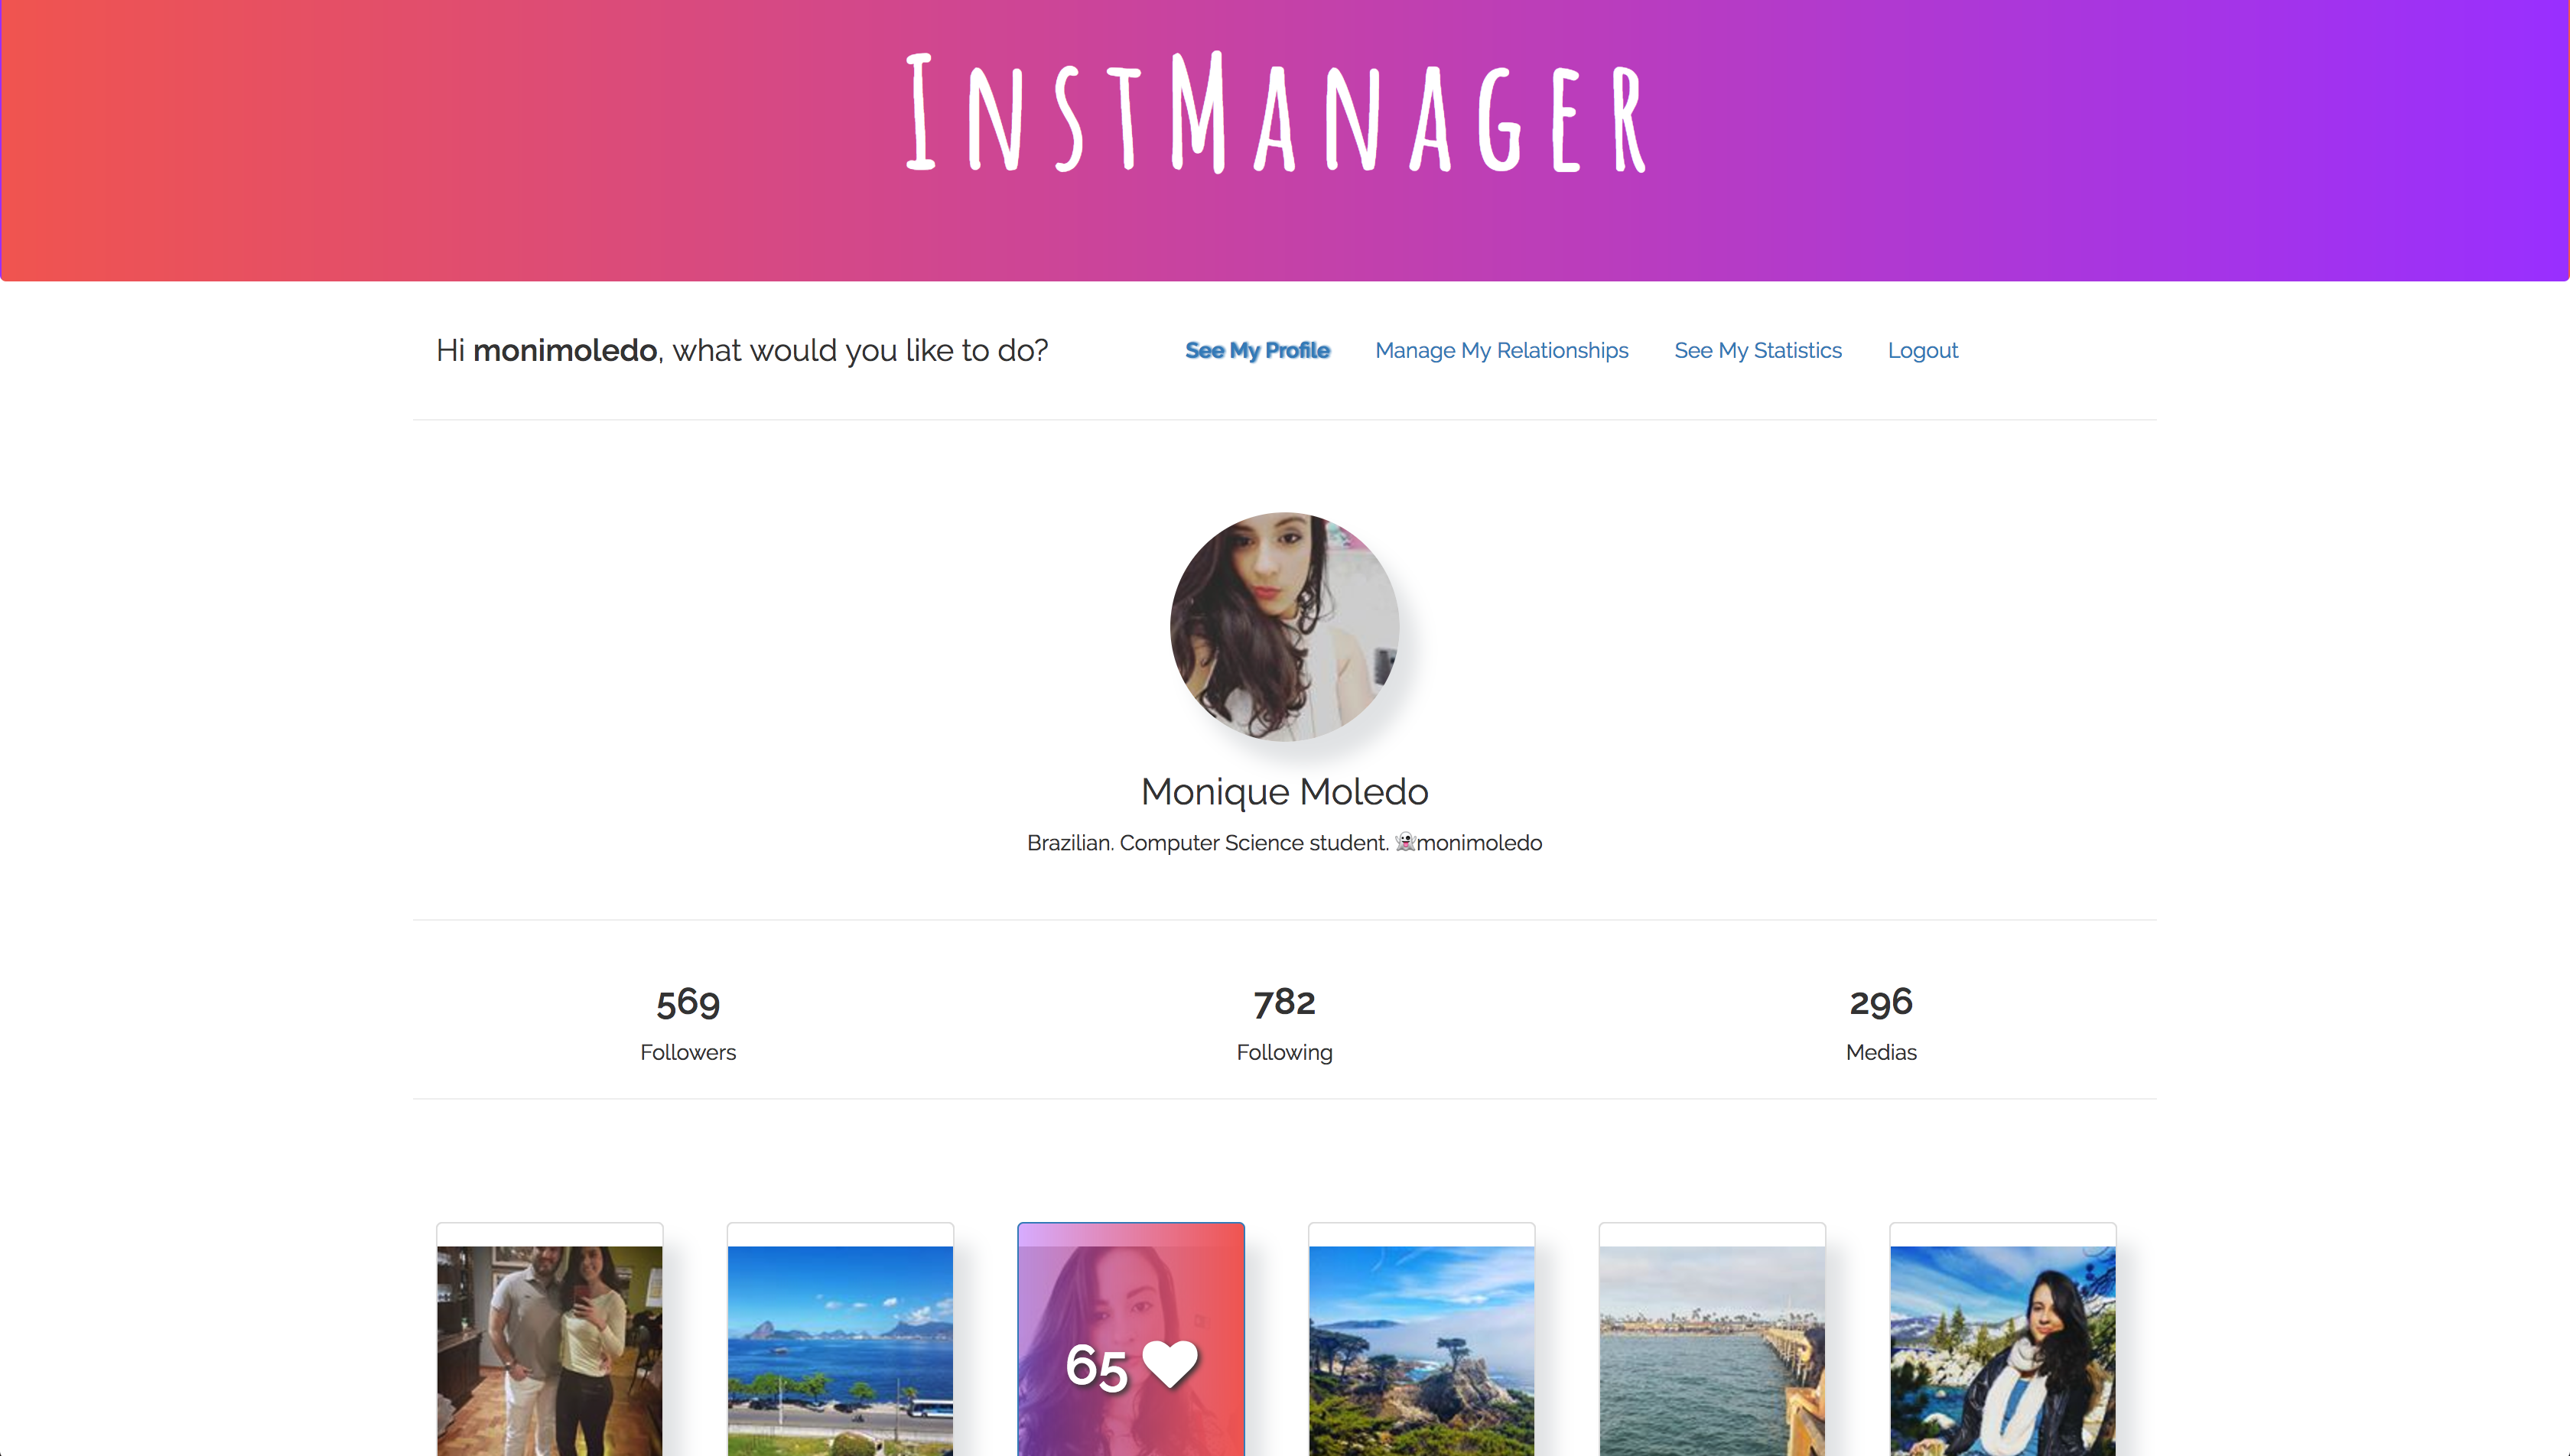 InstManager
Hi monimoledo, what would you like to do? See My Profile Manage My Relationships See My Statistics Logout
Monique Moledo
Brazilian. Computer Science student. 👻monimoledo
569 782 296
Followers Following Medias
65